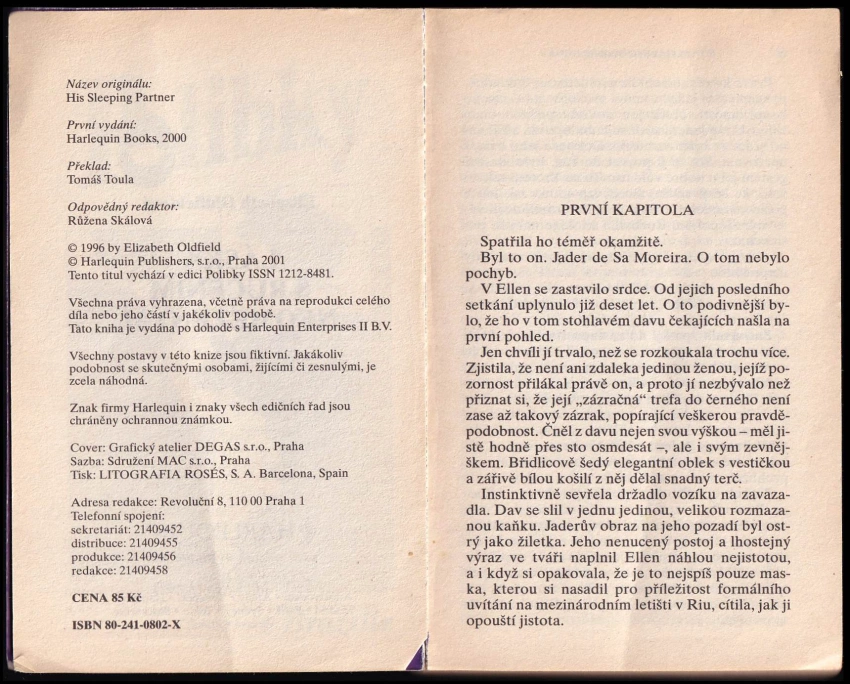 Název originálu:
His Sleeping Partner
První vydání:
Harlequin Books, 2000
Překlad:
Tomáš Toula
Odpovědný redaktor:
Růžena Skálová
© 1996 by Elizabeth Oldfield
© Harlequin Publishers, s.r.o., Praha 2001
Tento titul vychází v edici Polibky ISSN 1212-8481.
Všechna práva vyhrazena, včetně práva na reprodukci celého
díla nebo jeho částí v jakékoliv podobě.
Tato kniha je vydána po dohodě s Harlequin Enterprises II B.V.
Všechny postavy v této knize jsou fiktivní. Jakákoliv
podobnost se skutečnými osobami, žijícími či zesnulými, je
zcela náhodná.
Znak firmy Harlequin i znaky všech edičních řad jsou
chráněny ochrannou známkou.
Cover: Grafický atelier DEGAS s.r.o., Praha
Sazba: Sdružení MAC s.r.o., Praha
Tisk: LITOGRAFIA ROSÉS, S. A. Barcelona, Spain
Adresa redakce: Revoluční 8, 110 00 Praha 1
Telefonní spojení:
sekretariát: 21409452
distribuce: 21409455
produkce: 21409456
redakce: 21409458
CENA 85 Kč
ISBN 80-241-0802-X
PRVNÍ KAPITOLA
Spatřila ho téměř okamžitě.
Byl to on. Jader de Sa Moreira. O tom nebylo
pochyb.
V Ellen se zastavilo srdce. Od jejich posledního
setkání uplynulo již deset let. O to podivnější by-
lo, že ho v tom stohlavém davu čekajících našla na
první pohled.
Jen chvíli jí trvalo, než se rozkoukala trochu více.
Zjistila, že není ani zdaleka jedinou ženou, jejíž po-
zornost přilákal právě on, a proto jí nezbývalo než
přiznat si, že její „zázračná“ trefa do černého není
zase až takový zázrak, popírající veškerou pravdě-
podobnost. Čněl z davu nejen svou výškou – měl ji-
stě hodně přes sto osmdesát –, ale i svým zevněj-
škem. Břidlicově šedý elegantní oblek s vestičkou
a zářivě bílou košilí z něj dělal snadný terč.
Instinktivně sevřela držadlo vozíku na zavaza-
dla. Dav se slil v jednu jedinou, velikou rozmaza-
nou kaňku. Jaderův obraz na jeho pozadí byl ost-
rý jako žiletka. Jeho nenucený postoj a lhostejný
výraz ve tváři naplnil Ellen náhlou nejistotou,
a i když si opakovala, že je to nejspíš pouze mas-
ka, kterou si nasadil pro příležitost formálního
uvítání na mezinárodním letišti v Riu, cítila, jak ji
opouští jistota.